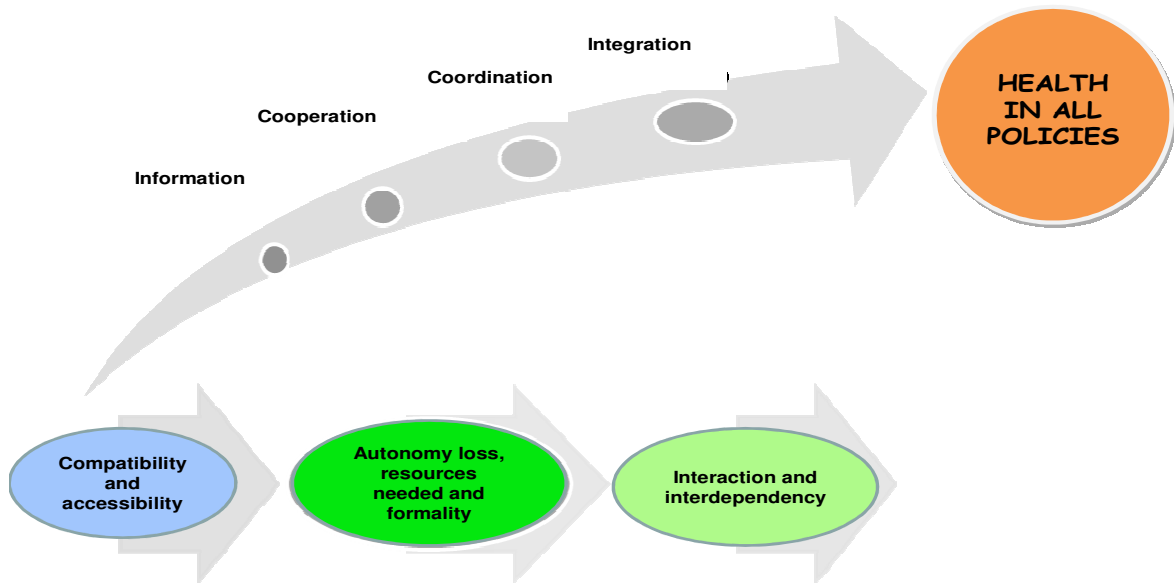 Integration
Coordination
Cooperation
Information
HEALTH
IN ALL
POLICIES
Compatibility
and
accessibility
Autonomy loss,
resources
needed and
formality
Interaction and
interdependency